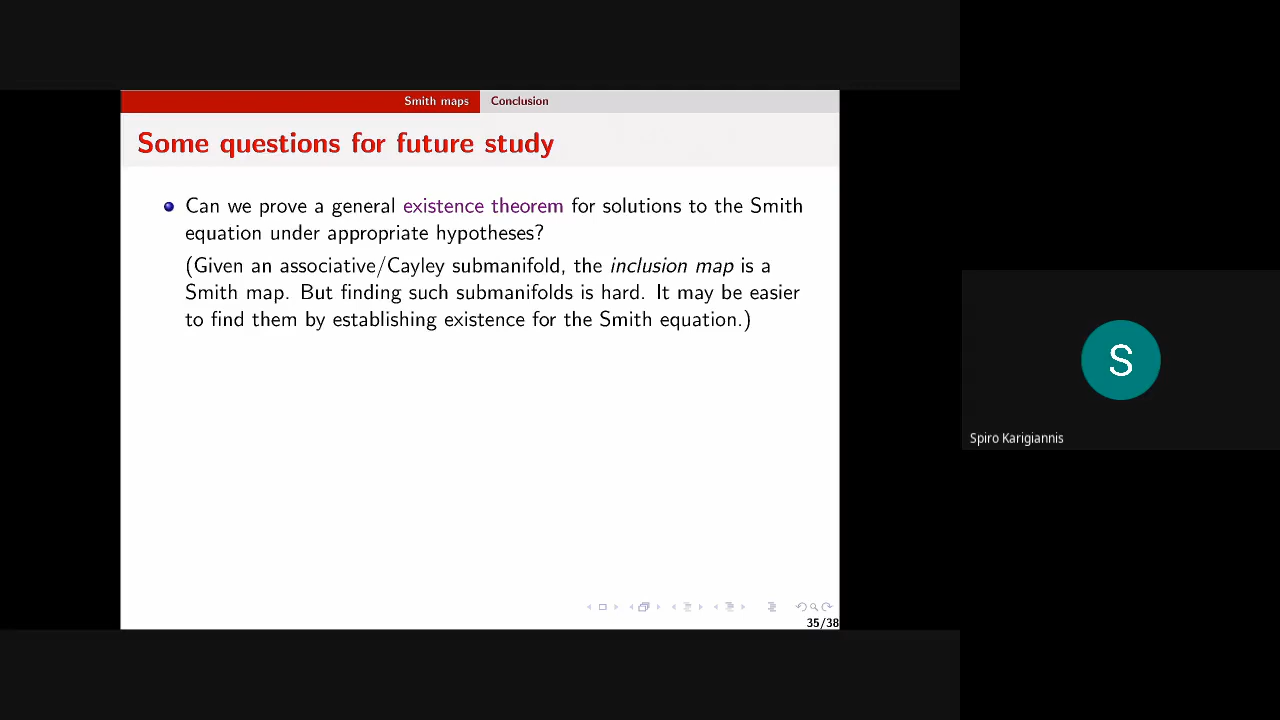 Smith maps Conclusion
Some questions for future study
Can we prove a general existence theorem for solutions to the Smith
equation under appropriate hypotheses?
(Given an associative/Cayley submanifold, the inclusion map is a
Smith map. But finding such submanifolds is hard. It may be easier
to find them by establishing existence for the Smith equation.)
35/38
S
Spiro Karigiannis